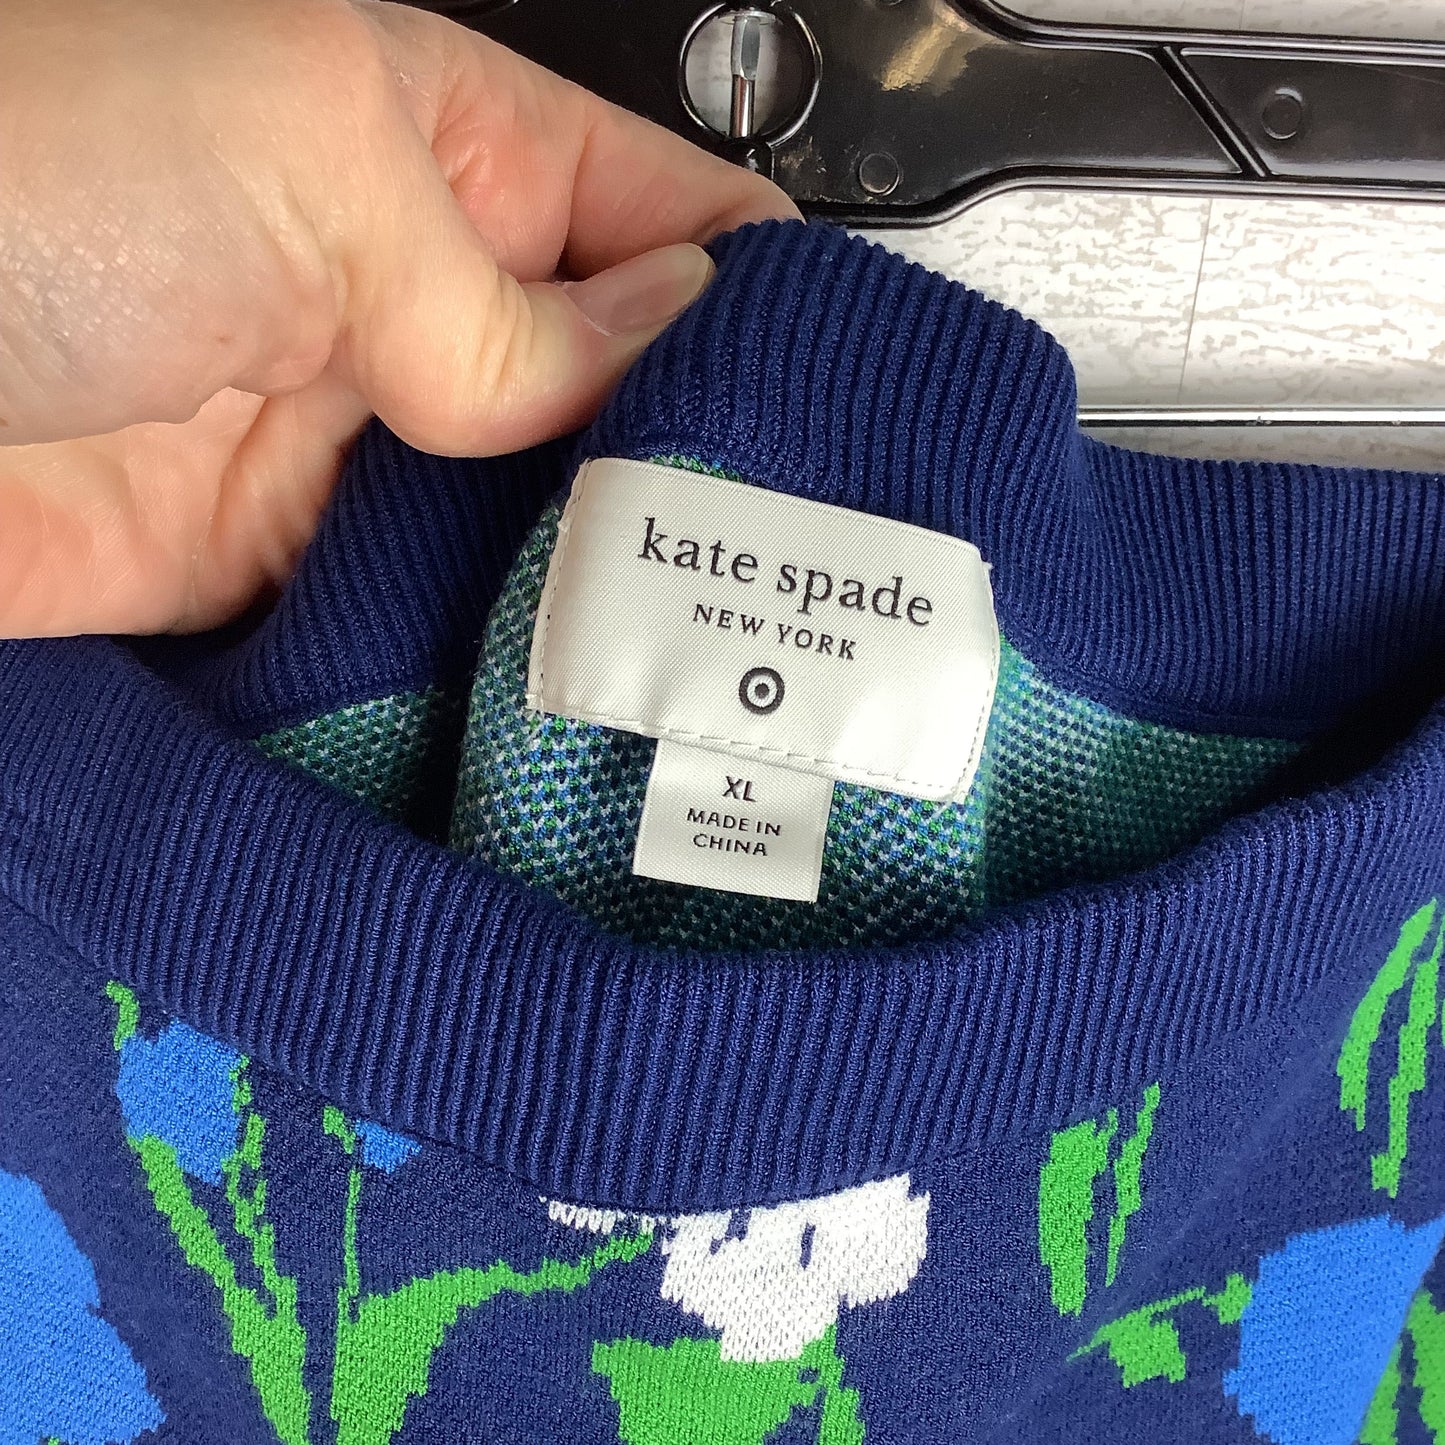 kate spade
NEW YORK
XL
MADE IN
CHINA